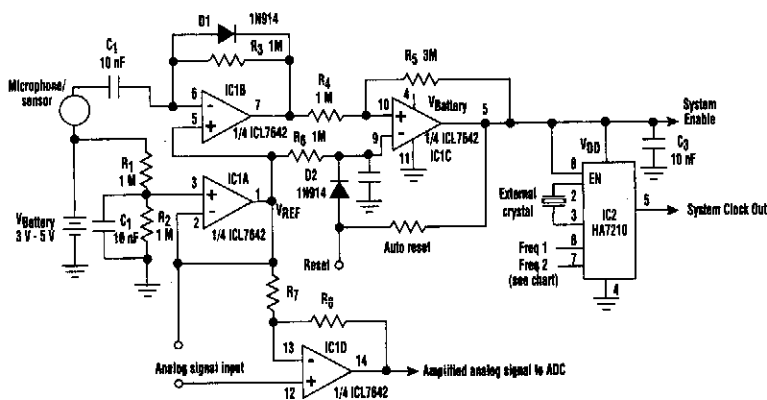 D1
1N914
C1
10 nF
R3 1M
R5 3M
Microphone/
sensor
6
-
IC1B
7
R4
1 M
4
VBattery
5
System
Enable
5
+
1/4 ICL7642
10
+
9
-
1/4 ICL7642
IC1C
R6 1M
11
VDD
C3
10 nF
R1
1 M
IC1A
D2
1N914
8
EN
External
crystal
2
3
IC2
HA7210
5
System Clock Out
3
+
1
VREF
2
-
VBattery
3 V - 5 V
C1
10 nF
R2
1 M
1/4 ICL7642
Auto reset
Freq 1
6
Freq 2
7
(see chart)
4
Reset
R7
R8
Analog signal input
13
-
IC1D
14
Amplified analog signal to ADC
12
+
1/4 ICL7642